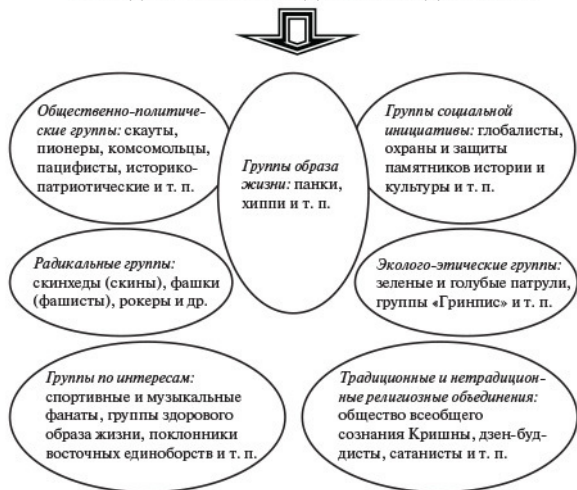 Общественно-политиче-
ские группы: скауты,
пионеры, комсомольцы,
пацифисты, историко-
патриотические и т. п.
Группы образа
жизни: панки,
хиппи и т. п.
Группы социальной
инициативы: глобалисты,
охраны и защиты
памятников истории и
культуры и т. п.
Радикальные группы:
скинхеды (скины), фашки
(фашисты), рокеры и др.
Эколого-этические группы:
зеленые и голубые патрули,
группы «Гринпис» и т. п.
Группы по интересам:
спортивные и музыкальные
фанаты, группы здорового
образа жизни, поклонники
восточных единоборств и т. п.
Традиционные и нетрадицион-
ные религиозные объединения:
общество всеобщего
сознания Кришны, дзен-буд-
дисты, сатанисты и т. п.